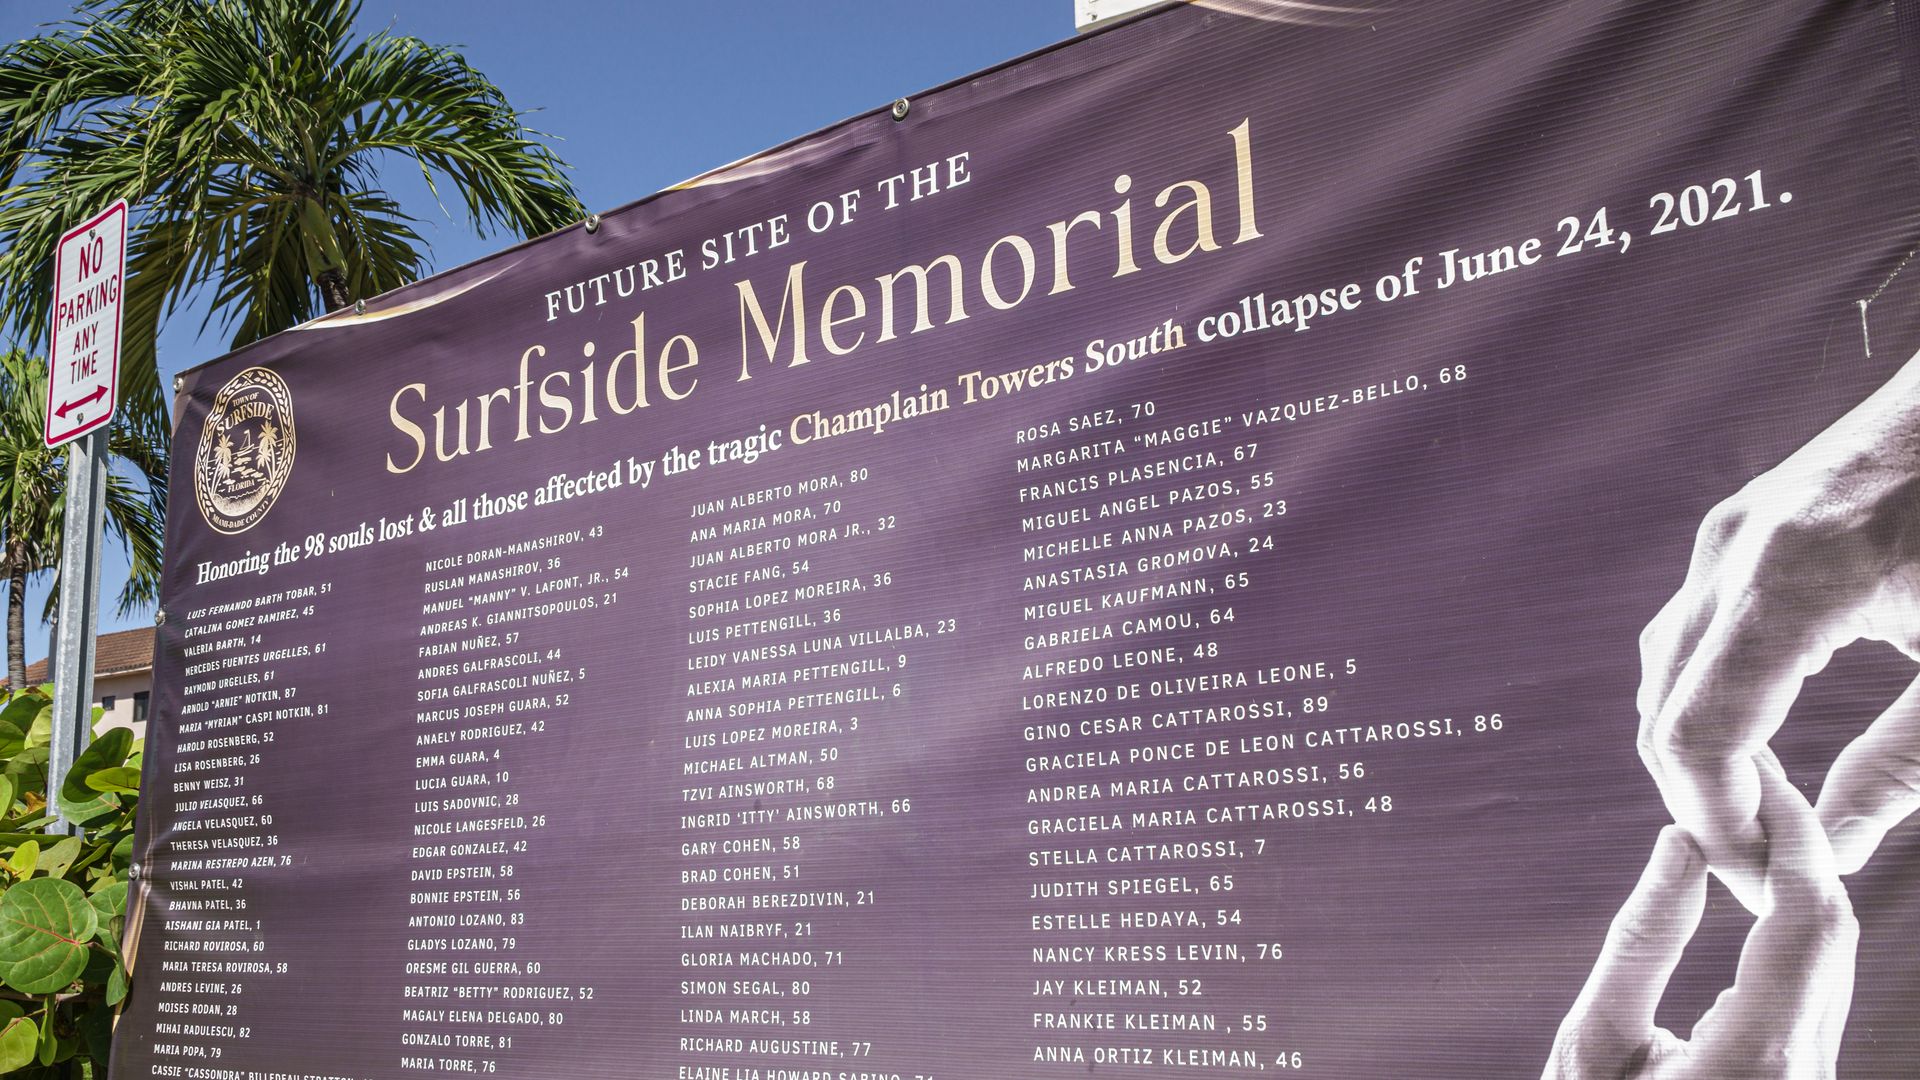 NO
PARKING
ANY
TIME
FUTURE SITE OF THE
Surfside Memorial
Honoring the 98 souls lost & all those affected by the tragic Champlain Towers South collapse of June 24, 2021.
TOWN OF
SURFSIDE
FLORIDA
MIAMI-DADE COUNTY
LUIS FERNANDO BARTH TOBAR, 51
CATALINA GOMEZ RAMIREZ, 45
VALERIA BARTH, 14
MERCEDES FUENTES URGELLES, 61
RAYMOND URGELLES, 61
ARNOLD "ARNIE" NOTKIN, 87
MARIA "MYRIAM" CASPI NOTKIN, 81
HAROLD ROSENBERG, 52
LISA ROSENBERG, 26
BENNY WEISZ, 31
JULIO VELASQUEZ, 66
ANGELA VELASQUEZ, 60
THERESA VELASQUEZ, 36
MARINA RESTREPO AZEN, 76
VISHAL PATEL, 42
BHAVNA PATEL, 36
AISHANI GIA PATEL, 1
RICHARD ROVIROSA, 60
MARIA TERESA ROVIROSA, 58
ANDRES LEVINE, 26
MOISES RODAN, 28
MIHAI RADULESCU, 82
MARIA POPA, 79
CASSIE "CASSONDRA" BILLEDEAU STRATTON,
NICOLE DORAN-MANASHIROV, 43
RUSLAN MANASHIROV, 36
MANUEL "MANNY" V. LAFONT, JR., 54
ANDREAS K. GIANNITSOPOULOS, 21
FABIAN NUÑEZ, 57
ANDRES GALFRASCOLI, 44
SOFIA GALFRASCOLI NUÑEZ, 5
MARCUS JOSEPH GUARA, 52
ANAELY RODRIGUEZ, 42
EMMA GUARA, 4
LUCIA GUARA, 10
LUIS SADOVNIC, 28
NICOLE LANGESFELD, 26
EDGAR GONZALEZ, 42
DAVID EPSTEIN, 58
BONNIE EPSTEIN, 56
ANTONIO LOZANO, 83
GLADYS LOZANO, 79
ORESME GIL GUERRA, 60
BEATRIZ "BETTY" RODRIGUEZ, 52
MAGALY ELENA DELGADO, 80
GONZALO TORRE, 81
MARIA TORRE, 76
JUAN ALBERTO MORA, 80
ANA MARIA MORA, 70
JUAN ALBERTO MORA JR., 32
STACIE FANG, 54
SOPHIA LOPEZ MOREIRA, 36
LUIS PETTENGILL, 36
LEIDY VANESSA LUNA VILLALBA, 23
ALEXIA MARIA PETTENGILL, 9
ANNA SOPHIA PETTENGILL, 6
LUIS LOPEZ MOREIRA, 3
MICHAEL ALTMAN, 50
TZVI AINSWORTH, 68
INGRID 'ITTY' AINSWORTH, 66
GARY COHEN, 58
BRAD COHEN, 51
DEBORAH BEREZDIVIN, 21
ILAN NAIBRYF, 21
GLORIA MACHADO, 71
SIMON SEGAL, 80
LINDA MARCH, 58
RICHARD AUGUSTINE, 77
ELAINE LIA HOWARD SABINO,
ROSA SAEZ, 70
MARGARITA "MAGGIE" VAZQUEZ-BELLO, 68
FRANCIS PLASENCIA, 67
MIGUEL ANGEL PAZOS, 55
MICHELLE ANNA PAZOS, 23
ANASTASIA GROMOVA, 24
MIGUEL KAUFMANN, 65
GABRIELA CAMOU, 64
ALFREDO LEONE, 48
LORENZO DE OLIVEIRA LEONE, 5
GINO CESAR CATTAROSSI, 89
GRACIELA PONCE DE LEON CATTAROSSI, 86
ANDREA MARIA CATTAROSSI, 56
GRACIELA MARIA CATTAROSSI, 48
STELLA CATTAROSSI, 7
JUDITH SPIEGEL, 65
ESTELLE HEDAYA, 54
NANCY KRESS LEVIN, 76
JAY KLEIMAN, 52
FRANKIE KLEIMAN , 55
ANNA ORTIZ KLEIMAN, 46